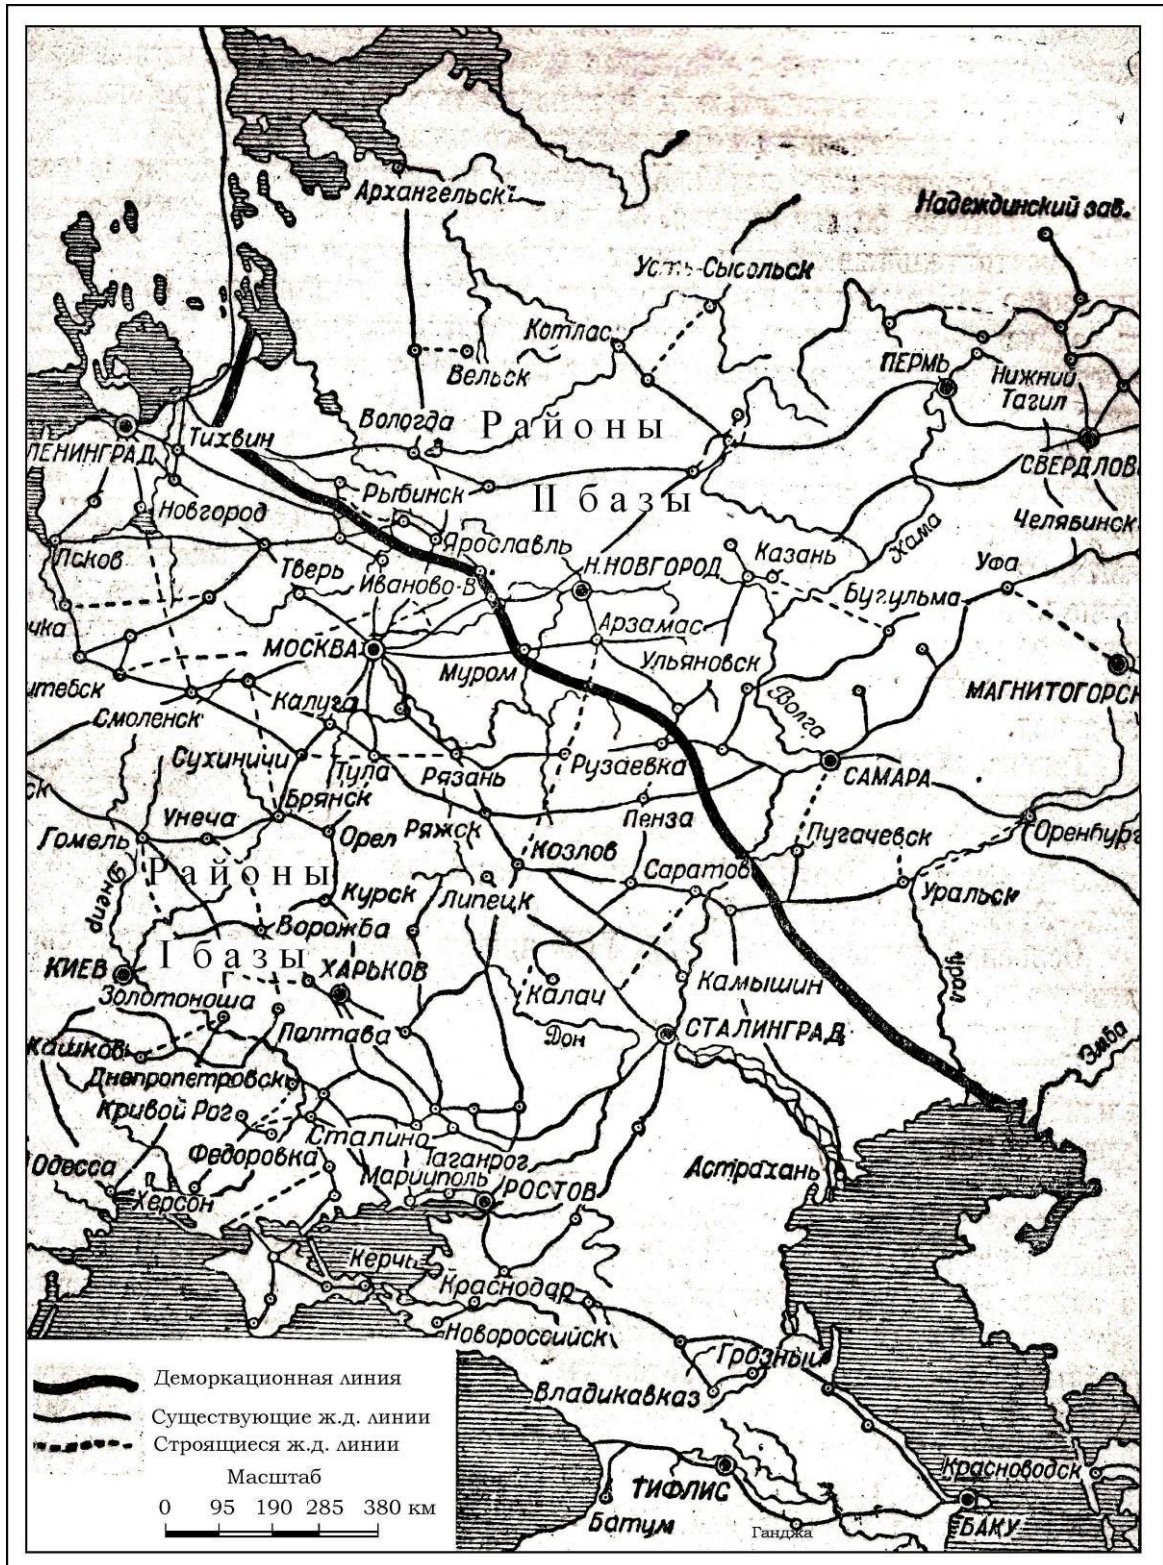 Архангельск
Надеждинский зав.
Усть-Сысольск
Котлас
ПЕРМЬ
Нижний
Тагил
Вельск
Вологда
Районы
Тихвин
ЛЕНИНГРАД
СВЕРДЛОВ
Рыбинск
II базы
Новгород
Челябинск
Хама
Ярославль
Псков
Казань
Уфа
Тверь
Иваново-В
Н.НОВГОРОД
Бугульма
Арзамас
чка
МОСКВА
Муром
Ульяновск
итебск
МАГНИТОГОРСК
Смоленск
Калуга
Волга
Сухиничи
Тула
Рязань
Рузаевка
САМАРА
ск
Брянск
Унеча
Орел
Ряжск
Пенза
Пугачевск
Оренбург
Гомель
Козлов
Саратов
Районы
Днепр
Курск
Липецк
Уральск
Ворожба
I базы
КИЕВ
ХАРЬКОВ
Урал
Золотоноша
Калач
Камышин
Полтава
Дон
СТАЛИНГРАД
Эмба
кашков
Днепропетровск
Кривой Рог
Сталино
Федоровка
Таганрог
Одесса
Мариуполь
РОСТОВ
Астрахань
Херсон
Керчь
Краснодар
Новороссийск
Грозный
Владикавказ
Деморкационная линия
Существующие ж.д. линии
Строящиеся ж.д. линии
Масштаб
0 95 190 285 380 км
Красноводск
ТИФЛИС
Батум
Ганджа
БАКУ